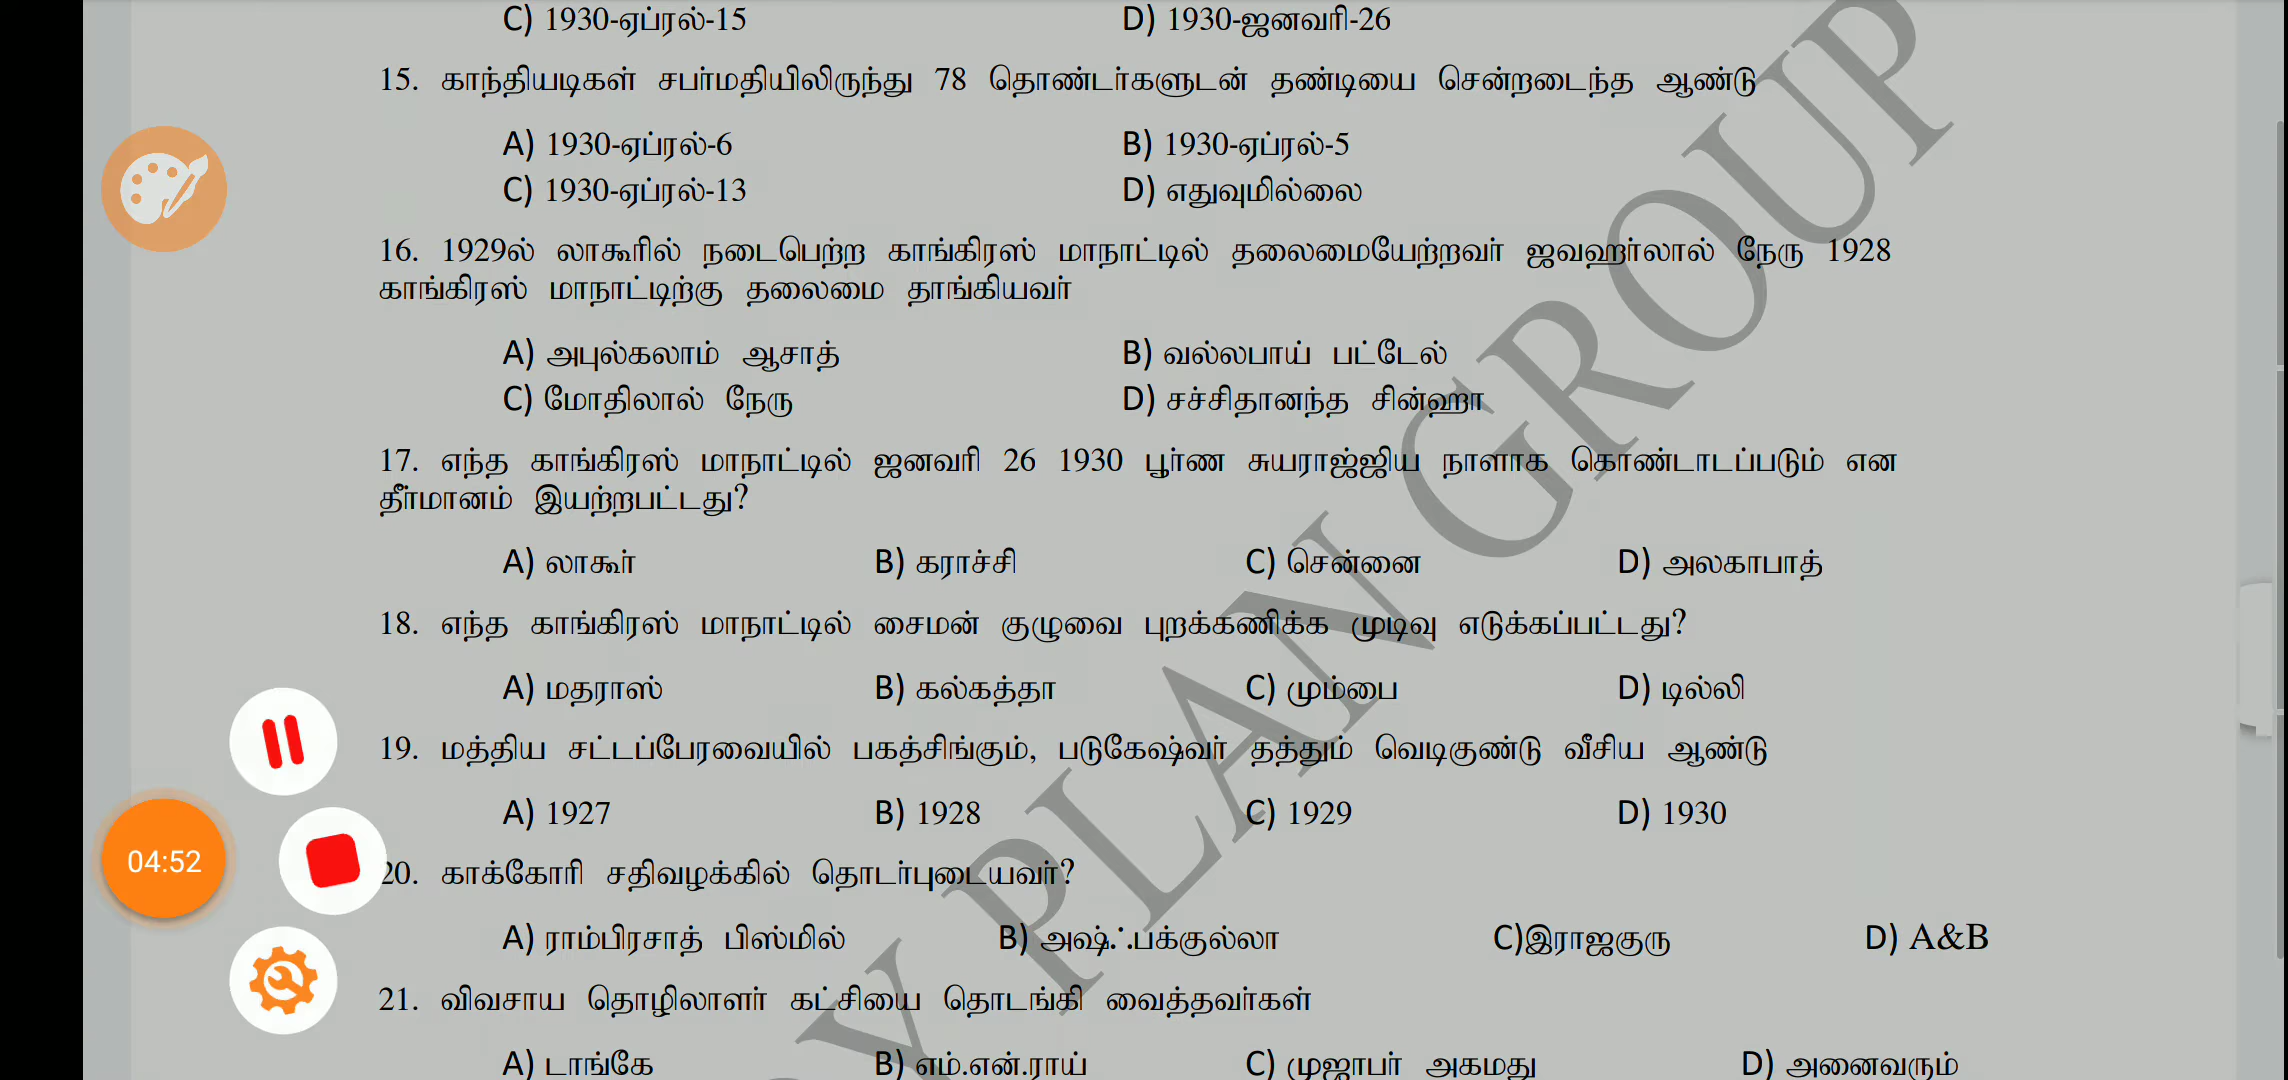 C) 1930-ஏப்ரல்-15 D) 1930-ஜனவரி-26
15. காந்தியடிகள் சபர்மதியிலிருந்து 78 தொண்டர்களுடன் தண்டியை சென்றடைந்த ஆண்டு
A) 1930-ஏப்ரல்-6 B) 1930-ஏப்ரல்-5
C) 1930-ஏப்ரல்-13 D) எதுவுமில்லை
16. 1929ல் லாகூரில் நடைபெற்ற காங்கிரஸ் மாநாட்டில் தலைமையேற்றவர் ஜவஹர்லால் நேரு 1928
காங்கிரஸ் மாநாட்டிற்கு தலைமை தாங்கியவர்
A) அபுல்கலாம் ஆசாத் B) வல்லபாய் பட்டேல்
C) மோதிலால் நேரு D) சச்சிதானந்த சின்ஹா
17. எந்த காங்கிரஸ் மாநாட்டில் ஜனவரி 26 1930 பூர்ண சுயராஜ்ஜிய நாளாக கொண்டாடப்படும் என
தீர்மானம் இயற்றபட்டது?
A) லாகூர் B) கராச்சி C) சென்னை D) அலகாபாத்
18. எந்த காங்கிரஸ் மாநாட்டில் சைமன் குழுவை புறக்கணிக்க முடிவு எடுக்கப்பட்டது?
A) மதராஸ் B) கல்கத்தா C) மும்பை D) டில்லி
19. மத்திய சட்டப்பேரவையில் பகத்சிங்கும், படுகேஷ்வர் தத்தும் வெடிகுண்டு வீசிய ஆண்டு
A) 1927 B) 1928 C) 1929 D) 1930
04:52
20. காக்கோரி சதிவழக்கில் தொடர்புடையவர்?
A) ராம்பிரசாத் பிஸ்மில் B) அஷ்ஃபக்குல்லா C)இராஜகுரு D) A&B
21. விவசாய தொழிலாளர் கட்சியை தொடங்கி வைத்தவர்கள்
A) டாங்கே B) எம்.என்.ராய் C) முஜாபர் அகமது D) அனைவரும்
Y PLAN GROUP